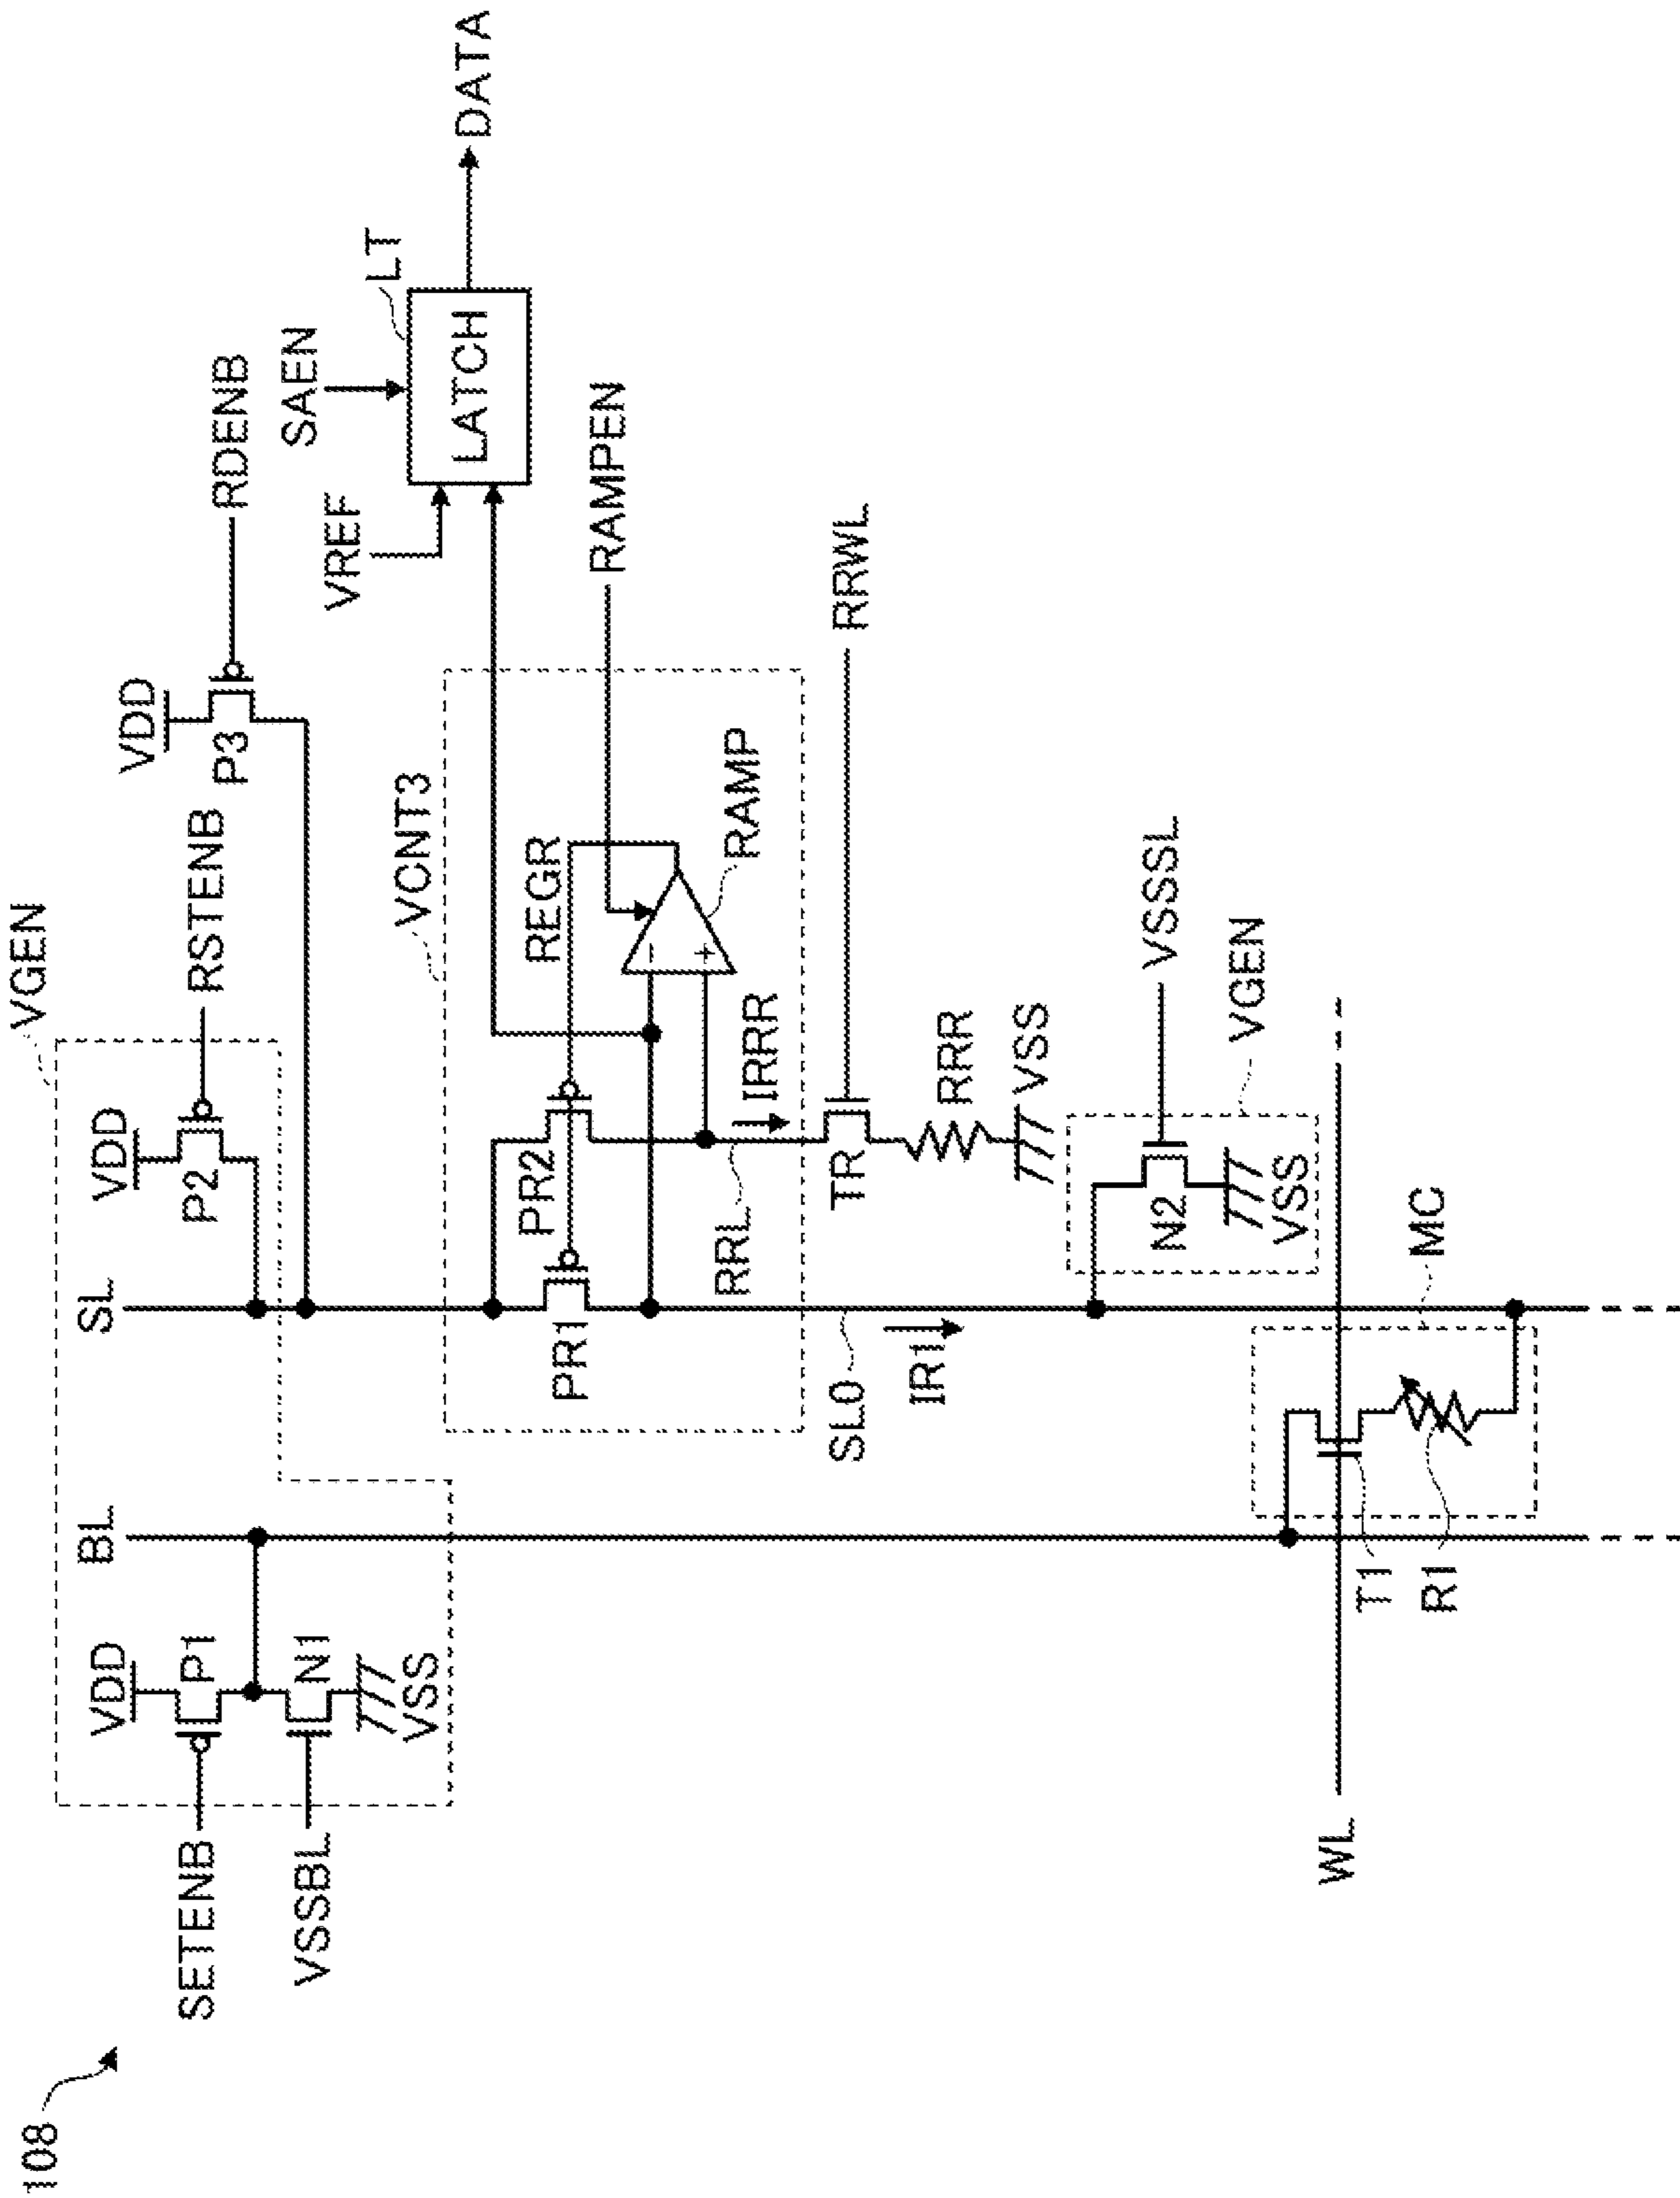 108
VGEN
SETENB
VDD
P1
VSSBL
N1
VSS
BL
SL
VDD
P2
RSTENB
VDD
P3
RDENB
VCNT3
VREF
SAEN
LATCH
LT
DATA
PR1
PR2
REGR
RAMPEN
RAMP
-
+
RRL
IRRR
SL0
IR1
TR
RRWL
RRR
VSS
N2
VSSSL
VSS
VGEN
WL
T1
R1
MC